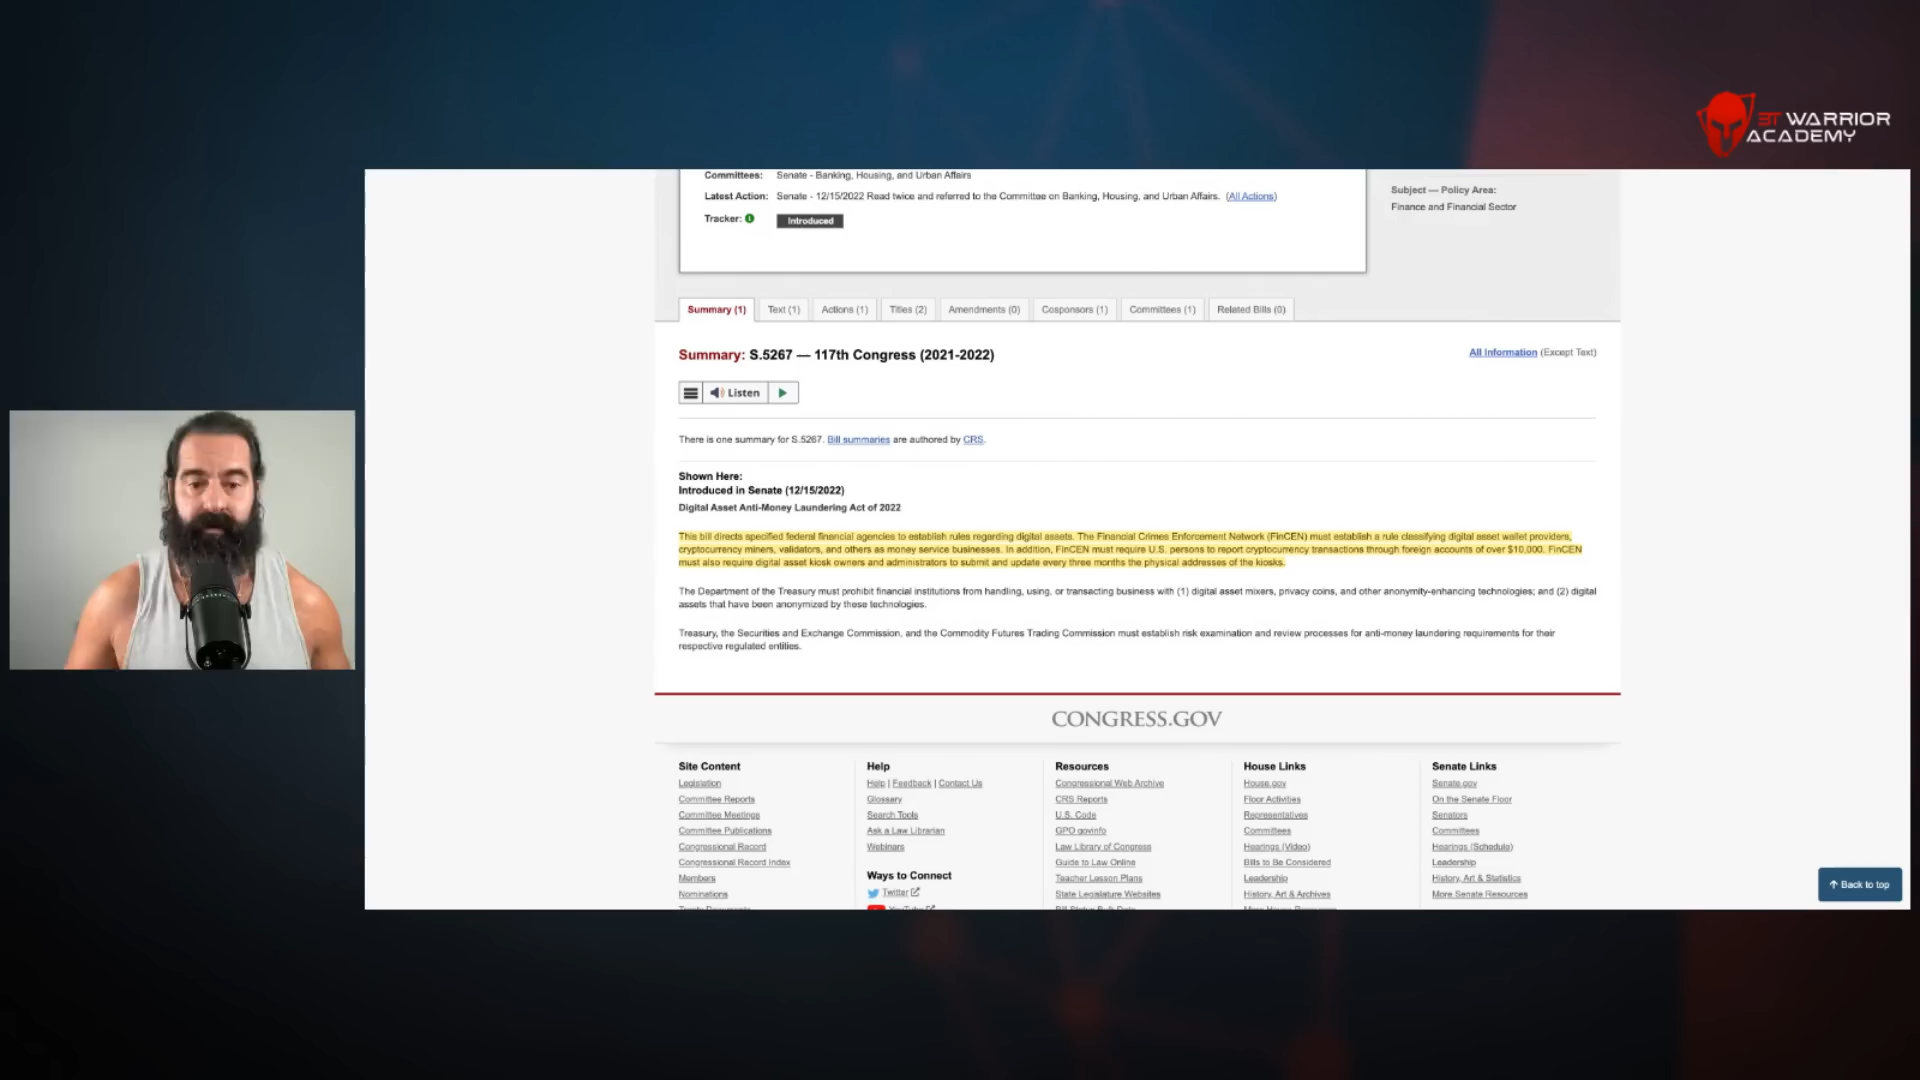 3T WARRIOR
ACADEMY
Committees: Senate - Banking, Housing, and Urban Affairs
Latest Action: Senate - 12/15/2022 Read twice and referred to the Committee on Banking, Housing, and Urban Affairs. (All Actions)
Tracker: Introduced
Subject — Policy Area:
Finance and Financial Sector
Summary (1) Text (1) Actions (1) Titles (2) Amendments (0) Cosponsors (1) Committees (1) Related Bills (0)
Summary: S.5267 — 117th Congress (2021-2022)
All Information (Except Text)
Listen
There is one summary for S.5267. Bill summaries are authored by CRS.
Shown Here:
Introduced in Senate (12/15/2022)
Digital Asset Anti-Money Laundering Act of 2022
This bill directs specified federal financial agencies to establish rules regarding digital assets. The Financial Crimes Enforcement Network (FinCEN) must establish a rule classifying digital asset wallet providers,
cryptocurrency miners, validators, and others as money service businesses. In addition, FinCEN must require U.S. persons to report cryptocurrency transactions through foreign accounts of over $10,000. FinCEN
must also require digital asset kiosk owners and administrators to submit and update every three months the physical addresses of the kiosks.
The Department of the Treasury must prohibit financial institutions from handling, using, or transacting business with (1) digital asset mixers, privacy coins, and other anonymity-enhancing technologies; and (2) digital
assets that have been anonymized by these technologies.
Treasury, the Securities and Exchange Commission, and the Commodity Futures Trading Commission must establish risk examination and review processes for anti-money laundering requirements for their
respective regulated entities.
CONGRESS.GOV
Site Content
Legislation
Committee Reports
Committee Meetings
Committee Publications
Congressional Record
Congressional Record Index
Members
Nominations
Help
Help | Feedback | Contact Us
Glossary
Search Tools
Ask a Law Librarian
Webinars
Ways to Connect
Twitter
YouTube
Resources
Congressional Web Archive
CRS Reports
U.S. Code
GPO govinfo
Law Library of Congress
Guide to Law Online
Teacher Lesson Plans
State Legislature Websites
Bill Status Bulk Data
House Links
House.gov
Floor Activities
Representatives
Committees
Hearings (Video)
Bills to Be Considered
Leadership
History, Art & Archives
Senate Links
Senate.gov
On the Senate Floor
Senators
Committees
Hearings (Schedule)
Leadership
History, Art & Statistics
More Senate Resources
Back to top